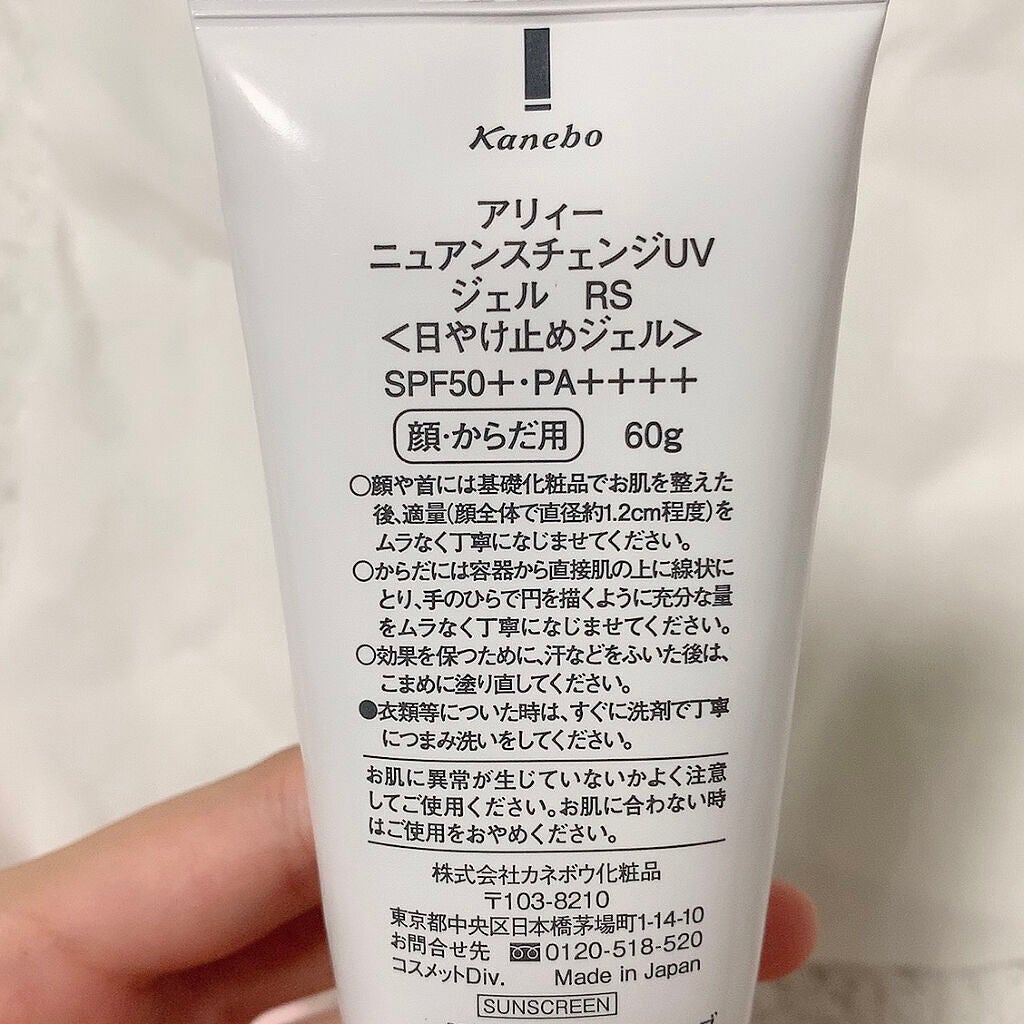 Kanebo
アリィー
ニュアンスチェンジUV
ジェル RS
＜日やけ止めジェル＞
SPF50＋・PA＋＋＋＋
顔・からだ用 60g
○顔や首には基礎化粧品でお肌を整えた
後、適量(顔全体で直径約1.2cm程度)を
ムラなく丁寧になじませてください。
○からだには容器から直接肌の上に線状に
とり、手のひらで円を描くように充分な量
をムラなく丁寧になじませてください。
○効果を保つために、汗などをふいた後は、
こまめに塗り直してください。
●衣類等についた時は、すぐに洗剤で丁寧
につまみ洗いをしてください。
お肌に異常が生じていないかよく注意
してご使用ください。お肌に合わない時
はご使用をおやめください。
株式会社カネボウ化粧品
〒103-8210
東京都中央区日本橋茅場町1-14-10
お問合せ先 0120-518-520
コスメットDiv. Made in Japan
SUNSCREEN